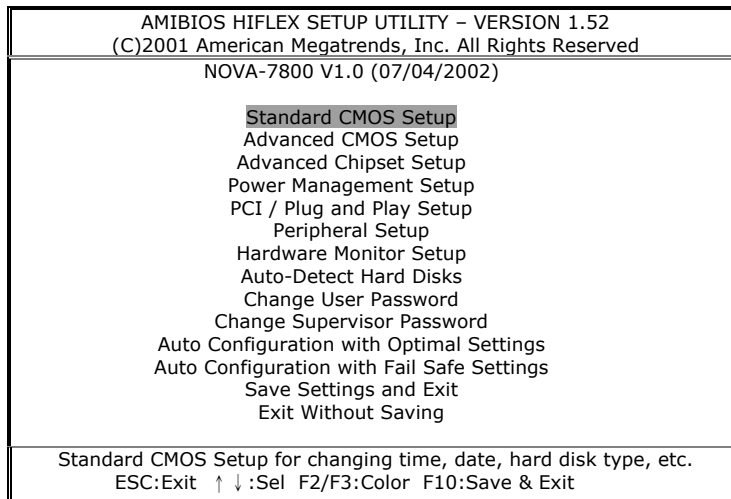 AMIBIOS HIFLEX SETUP UTILITY – VERSION 1.52
(C)2001 American Megatrends, Inc. All Rights Reserved
NOVA-7800 V1.0 (07/04/2002)
Standard CMOS Setup
Advanced CMOS Setup
Advanced Chipset Setup
Power Management Setup
PCI / Plug and Play Setup
Peripheral Setup
Hardware Monitor Setup
Auto-Detect Hard Disks
Change User Password
Change Supervisor Password
Auto Configuration with Optimal Settings
Auto Configuration with Fail Safe Settings
Save Settings and Exit
Exit Without Saving
Standard CMOS Setup for changing time, date, hard disk type, etc.
ESC:Exit ↑↓:Sel F2/F3:Color F10:Save & Exit